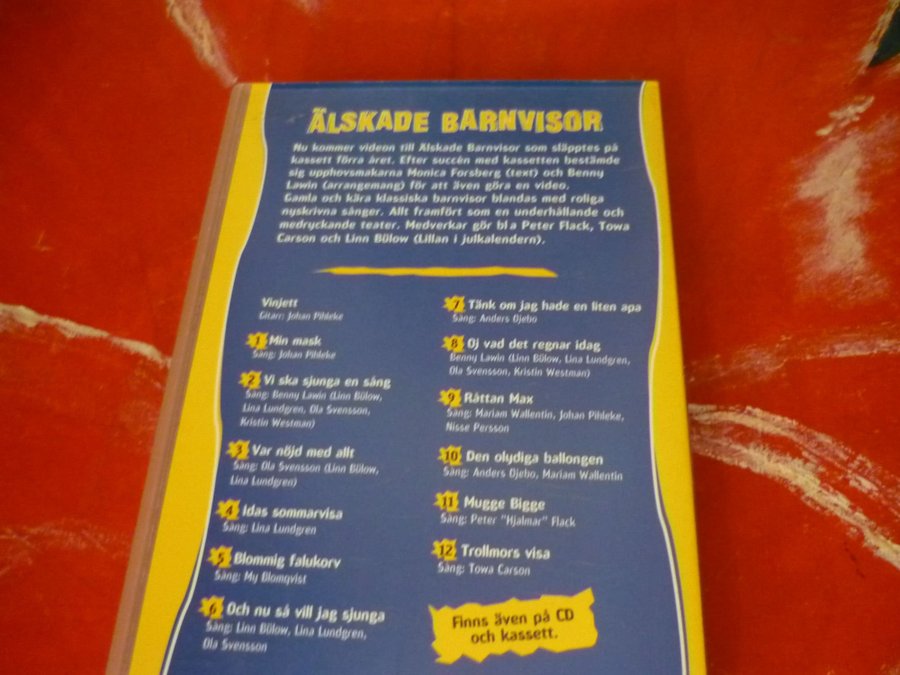 ÄLSKADE BARNVISOR
Nu kommer videon till Älskade Barnvisor som släpptes på
kassett förra året. Efter succén med kassetten bestämde
sig upphovsmakarna Monica Forsberg (text) och Benny
Lawin (arrangemang) för att även göra en video.
Gamla och kära klassiska barnvisor blandas med roliga
nyskrivna sånger. Allt framfört som en underhållande och
medryckande teater. Medverkar gör bl a Peter Flack, Towa
Carson och Linn Bülow (Lillan i julkalendern).
Vinjett
Gitarr: Johan Pihleke
1 Min mask
Sång: Johan Pihleke
2 Vi ska sjunga en sång
Sång: Benny Lawin (Linn Bülow,
Lina Lundgren, Ola Svensson,
Kristin Westman)
3 Var nöjd med allt
Sång: Ola Svensson (Linn Bülow,
Lina Lundgren)
4 Idas sommarvisa
Sång: Lina Lundgren
5 Blommig falukorv
Sång: My Blomqvist
6 Och nu så vill jag sjunga
Sång: Linn Bülow, Lina Lundgren,
Ola Svensson
7 Tänk om jag hade en liten apa
Sång: Anders Ojebo
8 Oj vad det regnar idag
Benny Lawin (Linn Bülow, Lina Lundgren,
Ola Svensson, Kristin Westman)
9 Råttan Max
Sång: Mariam Wallentin, Johan Pihleke,
Nisse Persson
10 Den olydiga ballongen
Sång: Anders Ojebo, Mariam Wallentin
11 Mugge Bigge
Sång: Peter "Hjalmar" Flack
12 Trollmors visa
Sång: Towa Carson
Finns även på CD
och kassett.